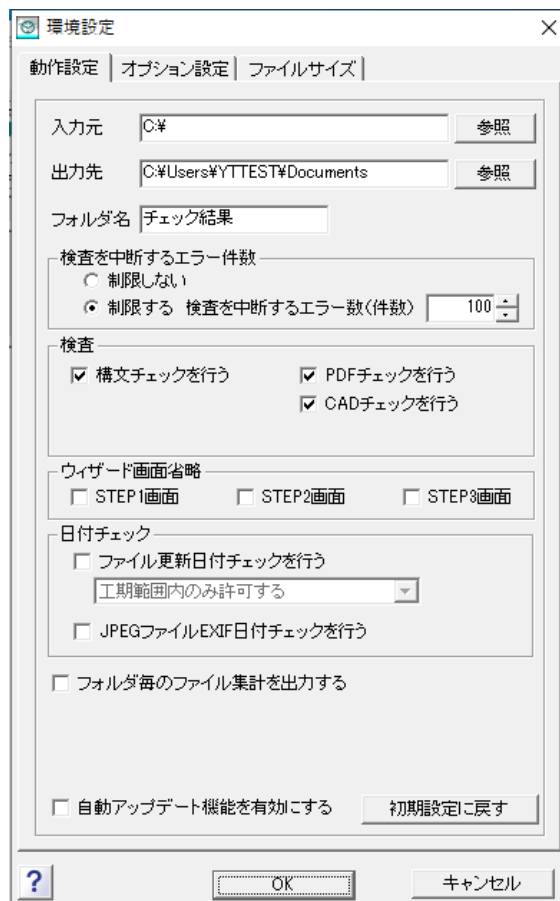 環境設定
動作設定 オプション設定 ファイルサイズ
入力元 C:¥ 参照
出力先 C:¥Users¥YTTEST¥Documents 参照
フォルダ名 チェック結果
検査を中断するエラー件数
制限しない
制限する 検査を中断するエラー数(件数) 100
検査
構文チェックを行う PDFチェックを行う
CADチェックを行う
ウィザード画面省略
STEP1画面 STEP2画面 STEP3画面
日付チェック
ファイル更新日付チェックを行う
工期範囲内のみ許可する
JPEGファイルEXIF日付チェックを行う
フォルダ毎のファイル集計を出力する
自動アップデート機能を有効にする 初期設定に戻す
? OK キャンセル